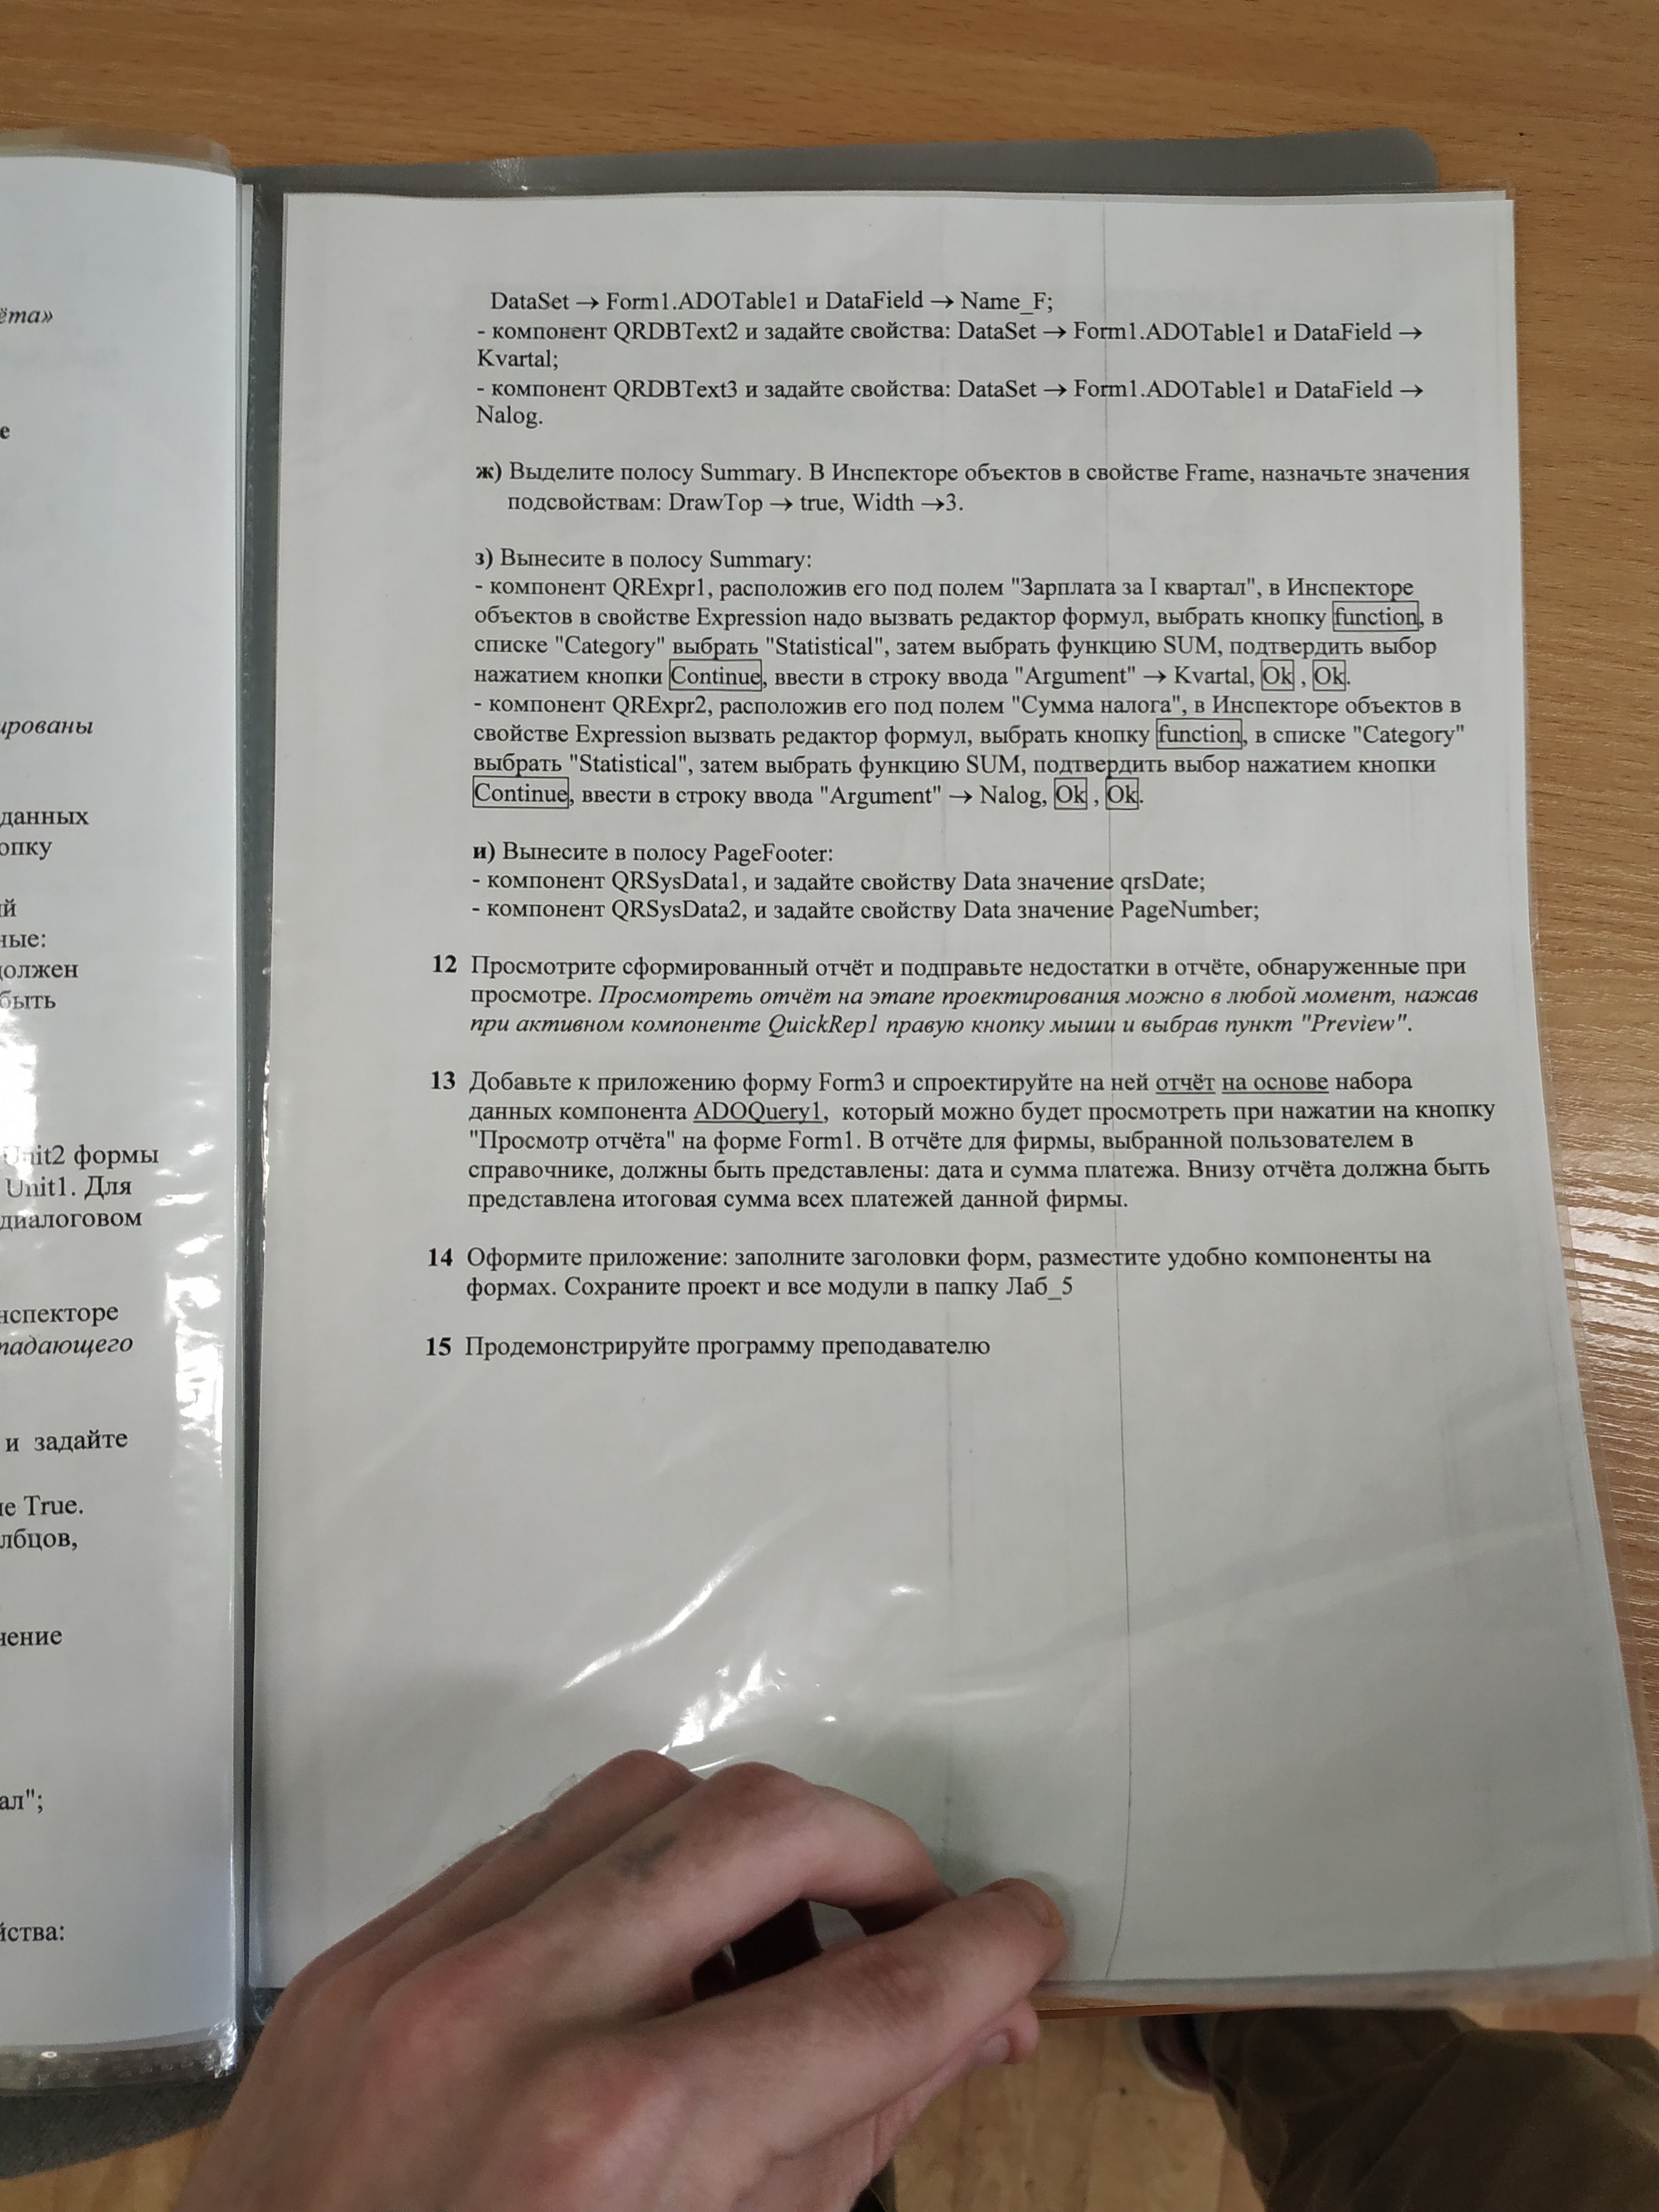 ёта»
е
ированы
данных
опку
ий
ные:
должен
быть
Unit2 формы
Unit1. Для
диалоговом
нспекторе
падающего
и задайте
ие True.
лбцов,
чение
ал";
йства:
DataSet → Form1.ADOTable1 и DataField → Name_F;
- компонент QRDBText2 и задайте свойства: DataSet → Form1.ADOTable1 и DataField →
Kvartal;
- компонент QRDBText3 и задайте свойства: DataSet → Form1.ADOTable1 и DataField →
Nalog.
ж) Выделите полосу Summary. В Инспекторе объектов в свойстве Frame, назначьте значения
подсвойствам: DrawTop → true, Width →3.
з) Вынесите в полосу Summary:
- компонент QRExpr1, расположив его под полем "Зарплата за I квартал", в Инспекторе
объектов в свойстве Expression надо вызвать редактор формул, выбрать кнопку function, в
списке "Category" выбрать "Statistical", затем выбрать функцию SUM, подтвердить выбор
нажатием кнопки Continue, ввести в строку ввода "Argument" → Kvartal, Ok , Ok.
- компонент QRExpr2, расположив его под полем "Сумма налога", в Инспекторе объектов в
свойстве Expression вызвать редактор формул, выбрать кнопку function, в списке "Category"
выбрать "Statistical", затем выбрать функцию SUM, подтвердить выбор нажатием кнопки
Continue, ввести в строку ввода "Argument" → Nalog, Ok , Ok.
и) Вынесите в полосу PageFooter:
- компонент QRSysData1, и задайте свойству Data значение qrsDate;
- компонент QRSysData2, и задайте свойству Data значение PageNumber;
12 Просмотрите сформированный отчёт и подправьте недостатки в отчёте, обнаруженные при
просмотре. Просмотреть отчёт на этапе проектирования можно в любой момент, нажав
при активном компоненте QuickRep1 правую кнопку мыши и выбрав пункт "Preview".
13 Добавьте к приложению форму Form3 и спроектируйте на ней отчёт на основе набора
данных компонента ADOQuery1, который можно будет просмотреть при нажатии на кнопку
"Просмотр отчёта" на форме Form1. В отчёте для фирмы, выбранной пользователем в
справочнике, должны быть представлены: дата и сумма платежа. Внизу отчёта должна быть
представлена итоговая сумма всех платежей данной фирмы.
14 Оформите приложение: заполните заголовки форм, разместите удобно компоненты на
формах. Сохраните проект и все модули в папку Лаб_5
15 Продемонстрируйте программу преподавателю